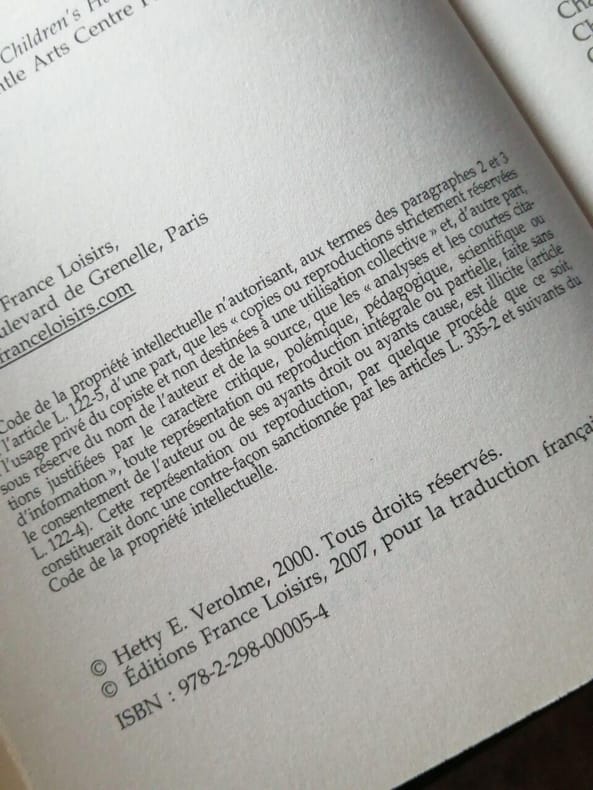 Children's
ntle Arts Centre
France Loisirs,
ulevard de Grenelle, Paris
franceloisirs.com
Code de la propriété intellectuelle n'autorisant, aux termes des paragraphes 2 et 3
l'article L. 122-5, d'une part, que les « copies ou reproductions strictement réservées
l'usage privé du copiste et non destinées à une utilisation collective » et, d'autre part,
sous réserve du nom de l'auteur et de la source, que les « analyses et les courtes cita-
tions justifiées par le caractère critique, polémique, pédagogique, scientifique ou
d'information », toute représentation ou reproduction intégrale ou partielle, faite sans
le consentement de l'auteur ou de ses ayants droit ou ayants cause, est illicite (article
L. 122-4). Cette représentation ou reproduction, par quelque procédé que ce soit,
constituerait donc une contre-façon sanctionnée par les articles L. 335-2 et suivants du
Code de la propriété intellectuelle.
© Hetty E. Verolme, 2000. Tous droits réservés.
© Éditions France Loisirs, 2007, pour la traduction françai
ISBN : 978-2-298-00005-4